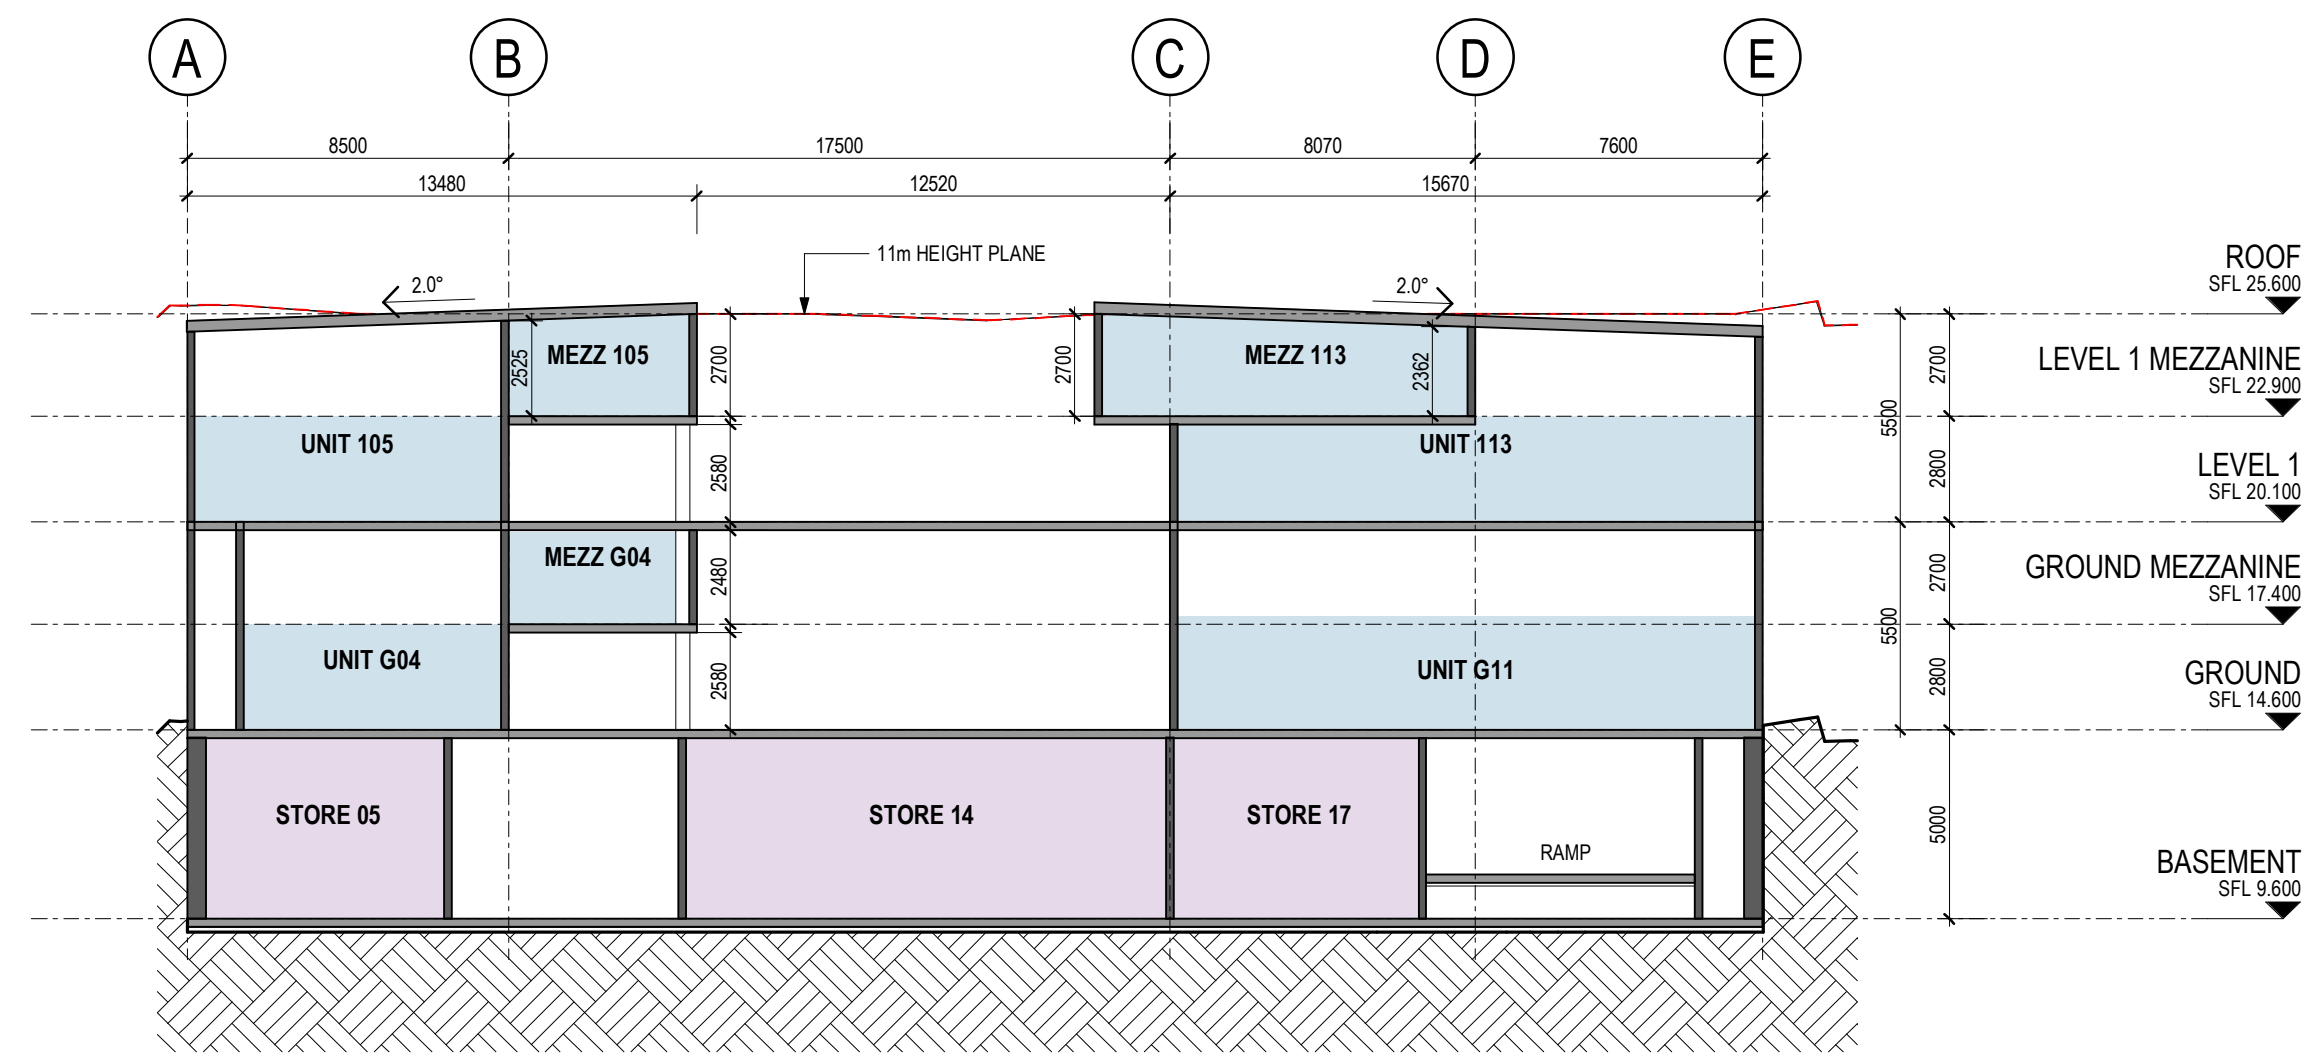 A
B
C
D
E
8500
17500
8070
7600
13480
12520
15670
11m HEIGHT PLANE
2.0°
2.0°
ROOF
SFL 25.600
MEZZ 105
MEZZ 113
2525
2700
2700
2362
2700
LEVEL 1 MEZZANINE
SFL 22.900
5500
UNIT 105
UNIT 113
2580
2800
LEVEL 1
SFL 20.100
MEZZ G04
2480
2700
GROUND MEZZANINE
SFL 17.400
5500
UNIT G04
UNIT G11
2580
2800
GROUND
SFL 14.600
STORE 05
STORE 14
STORE 17
5000
RAMP
BASEMENT
SFL 9.600